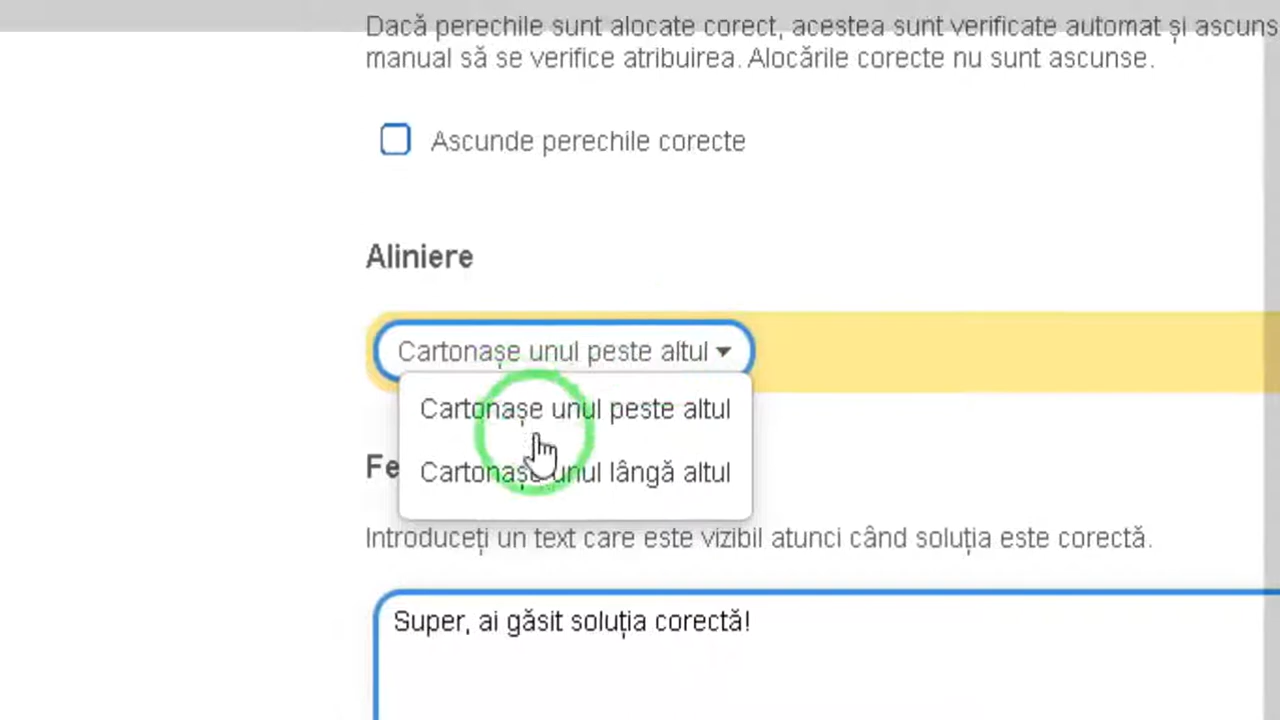 Dacă perechile sunt alocate corect, acestea sunt verificate automat și ascuns
manual să se verifice atribuirea. Alocările corecte nu sunt ascunse.
Ascunde perechile corecte
Aliniere
Cartonașe unul peste altul
Cartonașe unul peste altul
Cartonașe unul lângă altul
Fe
Introduceți un text care este vizibil atunci când soluția este corectă.
Super, ai găsit soluția corectă!